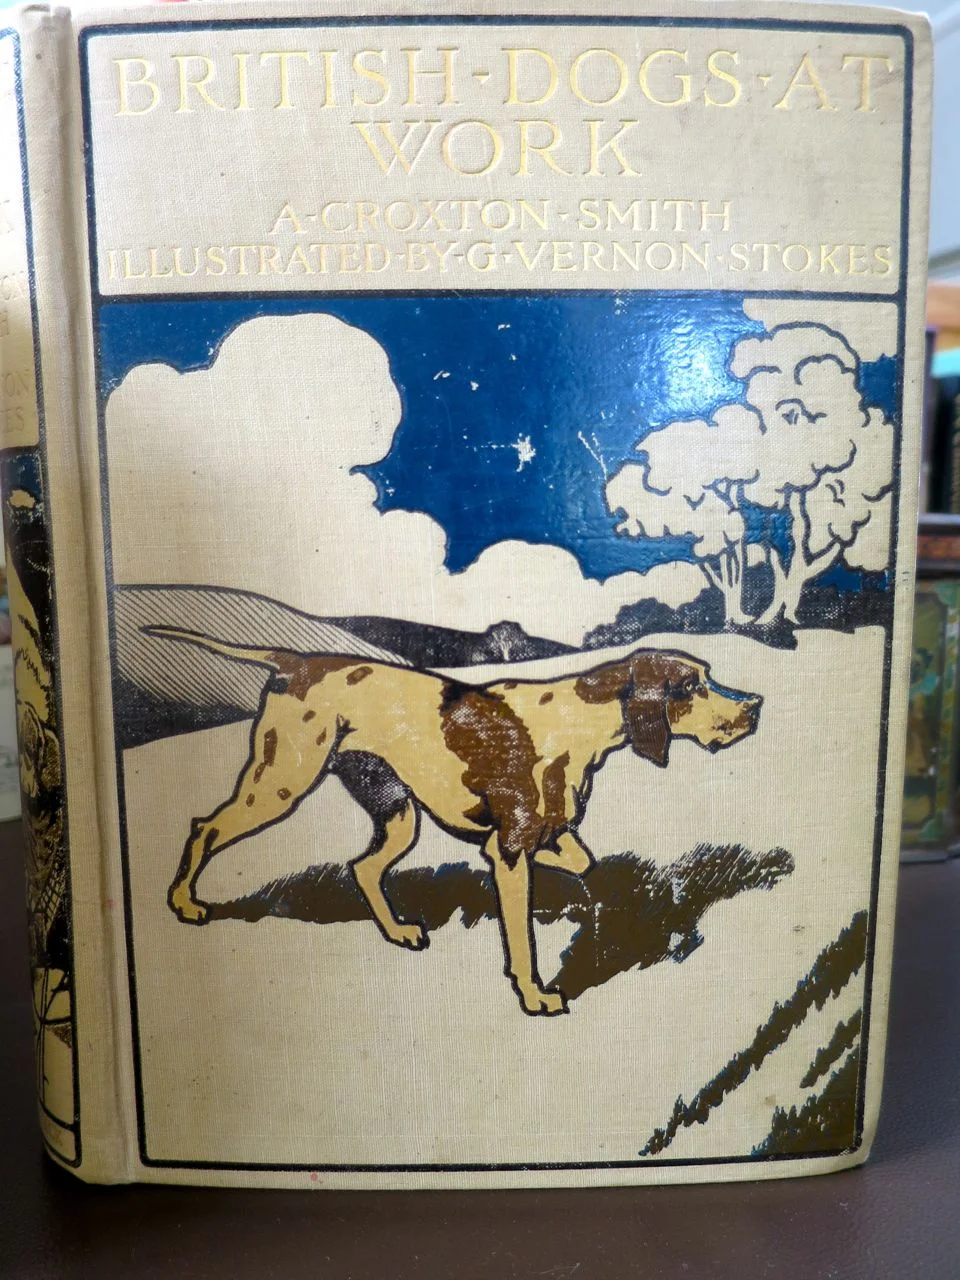 BRITISH·DOGS·AT
WORK
A·CROXTON·SMITH
ILLUSTRATED·BY·G·VERNON·STOKES